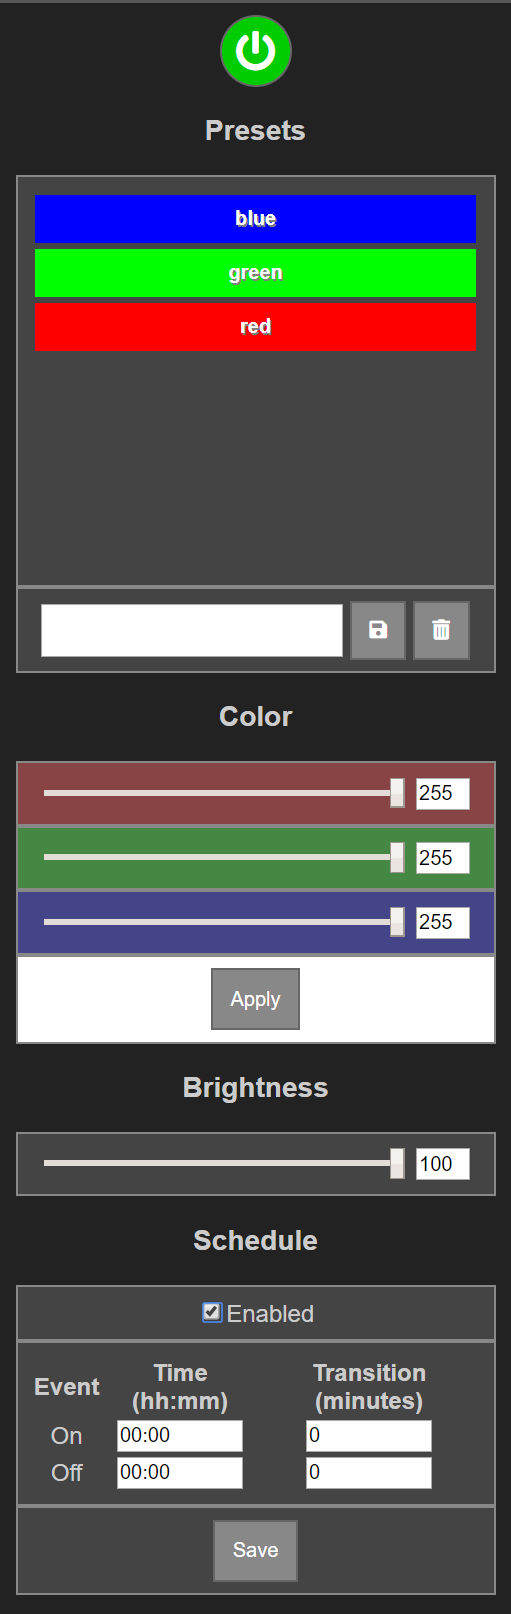 Presets
blue
green
red
Color
255
255
255
Apply
Brightness
100
Schedule
Enabled
Event Time (hh:mm) Transition (minutes)
On 00:00 0
Off 00:00 0
Save